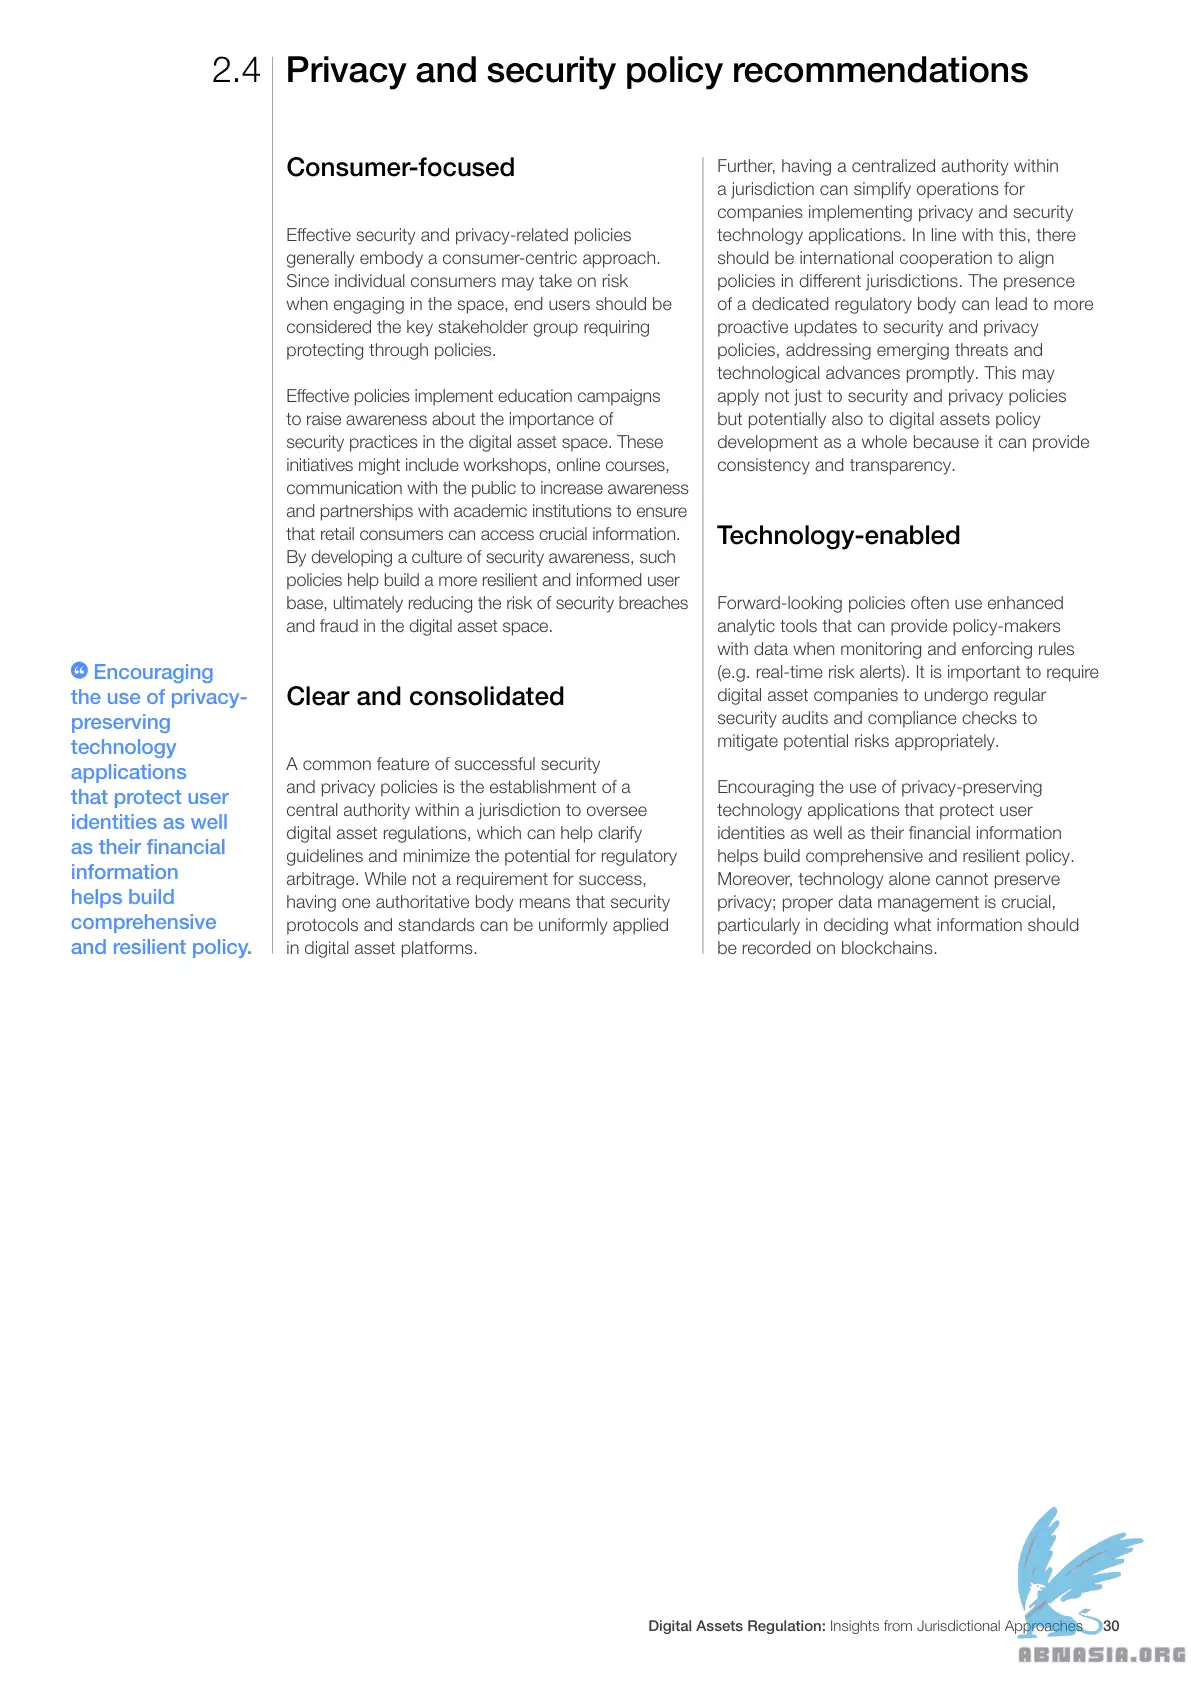 2.4 Privacy and security policy recommendations
Consumer-focused
Effective security and privacy-related policies
generally embody a consumer-centric approach.
Since individual consumers may take on risk
when engaging in the space, end users should be
considered the key stakeholder group requiring
protecting through policies.
Effective policies implement education campaigns
to raise awareness about the importance of
security practices in the digital asset space. These
initiatives might include workshops, online courses,
communication with the public to increase awareness
and partnerships with academic institutions to ensure
that retail consumers can access crucial information.
By developing a culture of security awareness, such
policies help build a more resilient and informed user
base, ultimately reducing the risk of security breaches
and fraud in the digital asset space.
Clear and consolidated
A common feature of successful security
and privacy policies is the establishment of a
central authority within a jurisdiction to oversee
digital asset regulations, which can help clarify
guidelines and minimize the potential for regulatory
arbitrage. While not a requirement for success,
having one authoritative body means that security
protocols and standards can be uniformly applied
in digital asset platforms.
Further, having a centralized authority within
a jurisdiction can simplify operations for
companies implementing privacy and security
technology applications. In line with this, there
should be international cooperation to align
policies in different jurisdictions. The presence
of a dedicated regulatory body can lead to more
proactive updates to security and privacy
policies, addressing emerging threats and
technological advances promptly. This may
apply not just to security and privacy policies
but potentially also to digital assets policy
development as a whole because it can provide
consistency and transparency.
Technology-enabled
Forward-looking policies often use enhanced
analytic tools that can provide policy-makers
with data when monitoring and enforcing rules
(e.g. real-time risk alerts). It is important to require
digital asset companies to undergo regular
security audits and compliance checks to
mitigate potential risks appropriately.
Encouraging the use of privacy-preserving
technology applications that protect user
identities as well as their financial information
helps build comprehensive and resilient policy.
Moreover, technology alone cannot preserve
privacy; proper data management is crucial,
particularly in deciding what information should
be recorded on blockchains.
“ Encouraging
the use of privacy-
preserving
technology
applications
that protect user
identities as well
as their financial
information
helps build
comprehensive
and resilient policy.
Digital Assets Regulation: Insights from Jurisdictional Approaches 30
ABNASIA.ORG